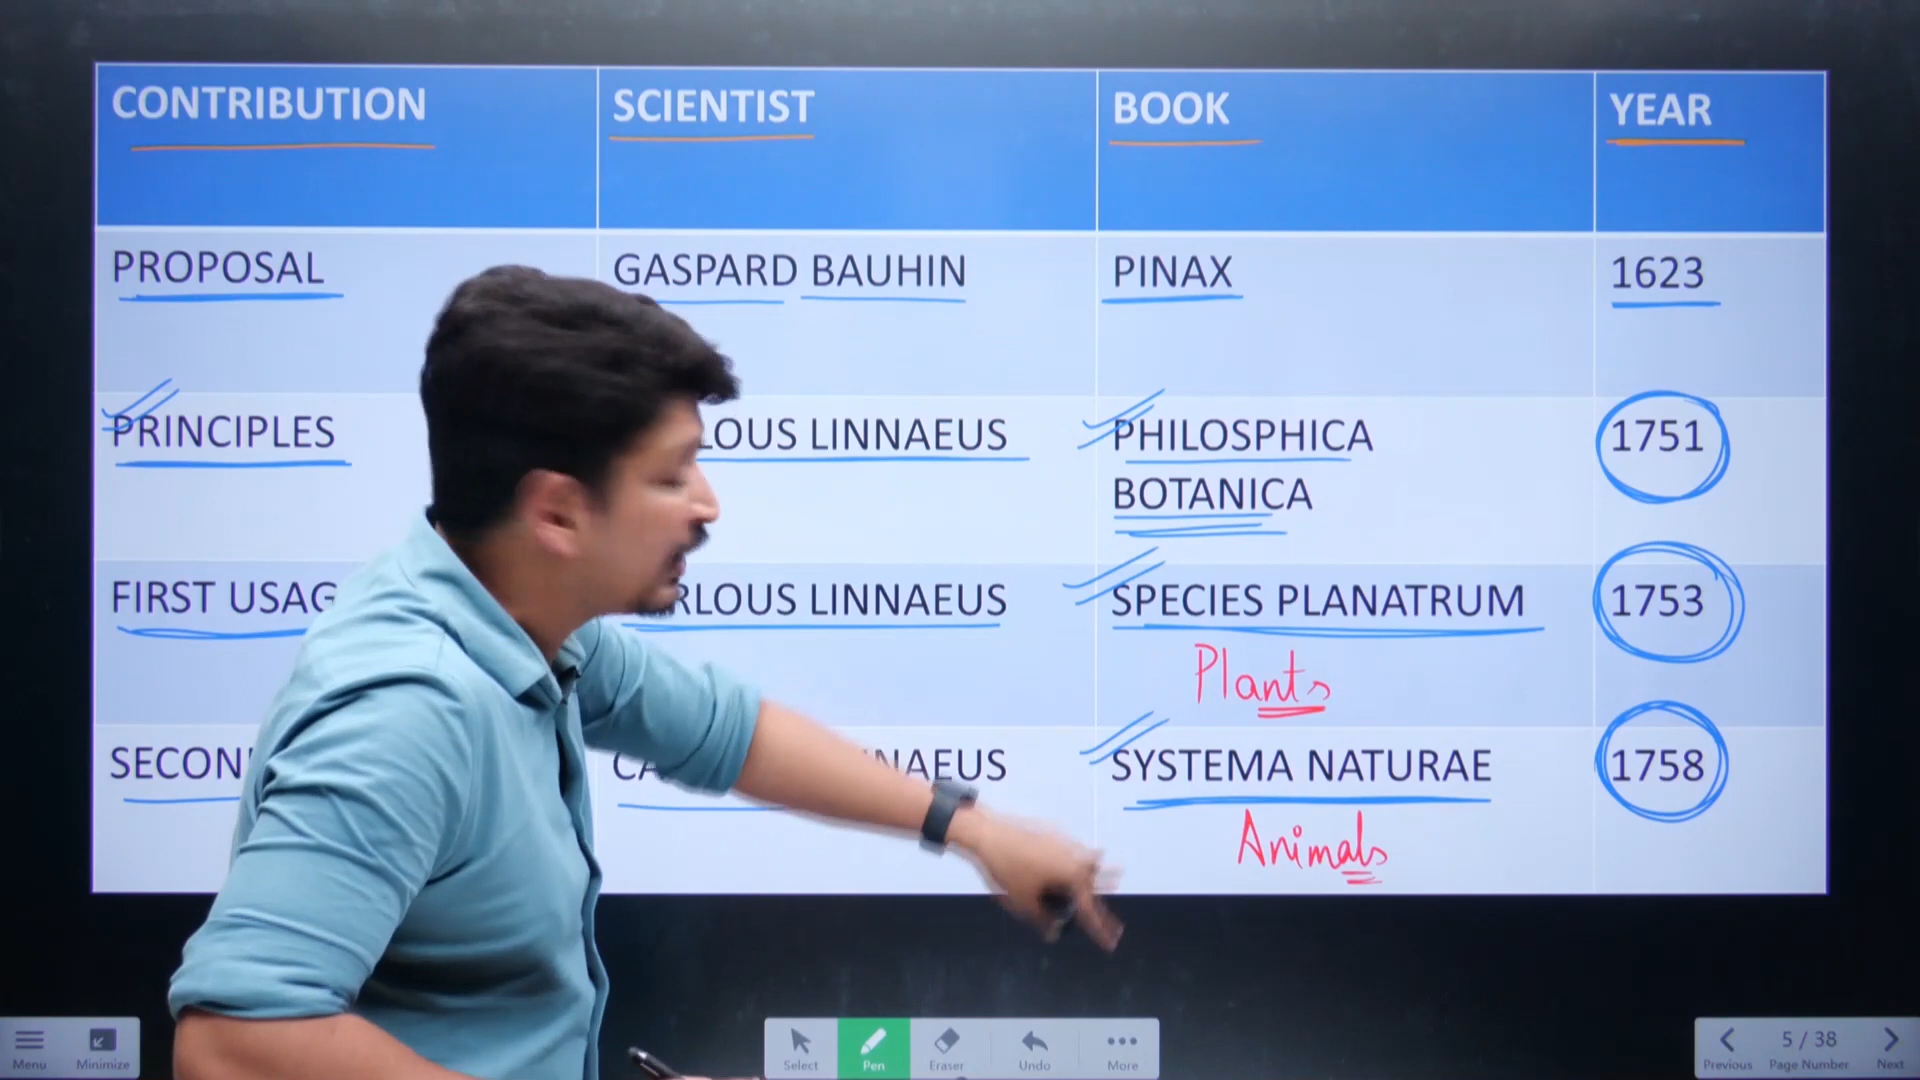 CONTRIBUTION SCIENTIST BOOK YEAR
PROPOSAL GASPARD BAUHIN PINAX 1623
PRINCIPLES LOUS LINNAEUS PHILOSPHICA 1751
BOTANICA
FIRST USAG RLOUS LINNAEUS SPECIES PLANATRUM 1753
Plants
SECON CA NAEUS SYSTEMA NATURAE 1758
Animals
Menu Minimize Select Pen Eraser Undo More Previous 5 / 38 Page Number Next